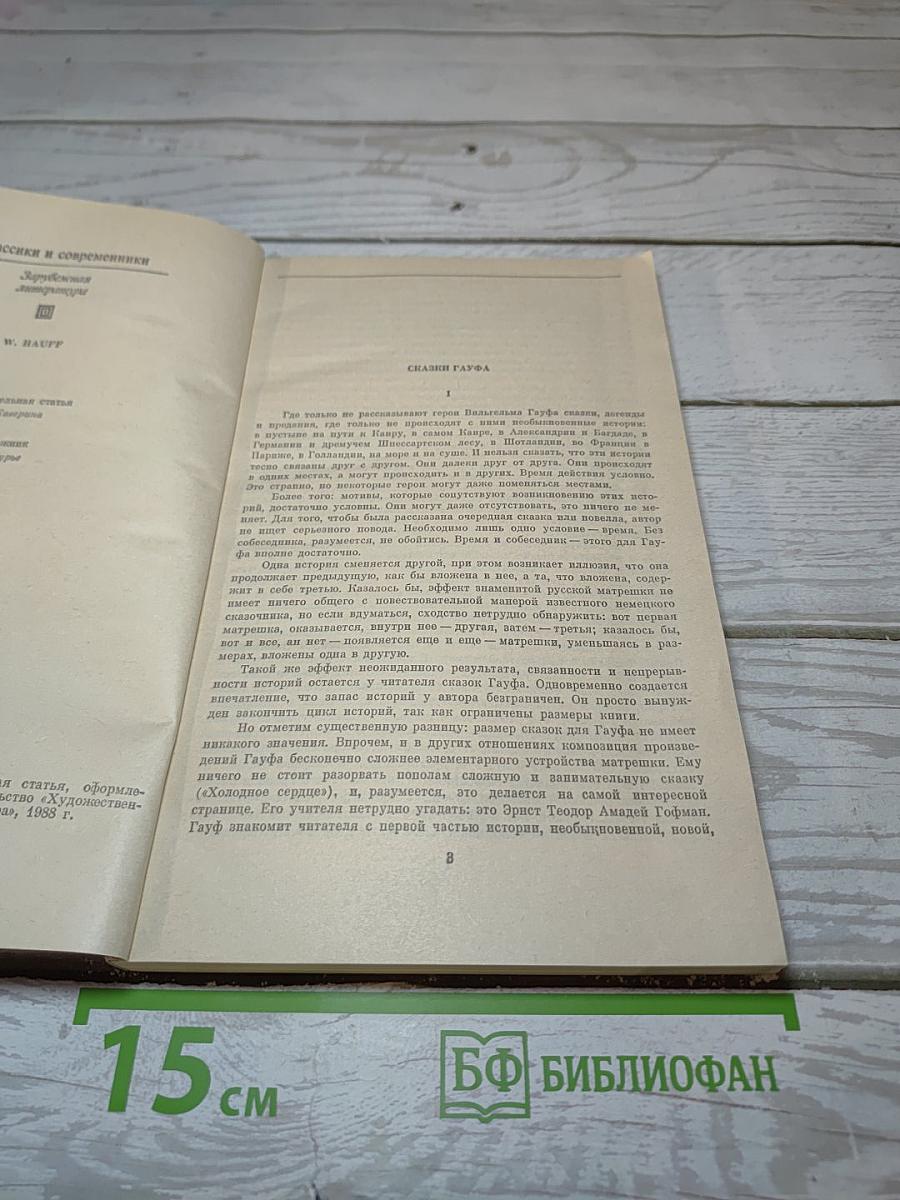 ссики и современники
Зарубежная
литература
W. HAUFF
ельная статья
Каверина
ожник
урье
ая статья, оформле-
льство «Художествен-
ра», 1988 г.
СКАЗКИ ГАУФА
1
Где только не рассказывают герои Вильгельма Гауфа сказки, легенды
и предания, где только не происходят с ними необыкновенные истории:
в пустыне на пути к Каиру, в самом Каире, в Александрии и Багдаде, в
Германии и дремучем Шпессартском лесу, в Шотландии, во Франции в
Париже, в Голландии, на море и на суше. И нельзя сказать, что эти истории
тесно связаны друг с другом. Они далеки друг от друга. Они происходят
в одних местах, а могут происходить и в других. Время действия условно.
Это странно, но некоторые герои могут даже поменяться местами.
Более того: мотивы, которые сопутствуют возникновению этих исто-
рий, достаточно условны. Они могут даже отсутствовать, это ничего не ме-
няет. Для того, чтобы была рассказана очередная сказка или новелла, автор
не ищет серьезного повода. Необходимо лишь одно условие — время. Без
собеседника, разумеется, не обойтись. Время и собеседник — этого для Гау-
фа вполне достаточно.
Одна история сменяется другой, при этом возникает иллюзия, что она
продолжает предыдущую, как бы вложена в нее, а та, что вложена, содер-
жит в себе третью. Казалось бы, эффект знаменитой русской матрешки не
имеет ничего общего с повествовательной манерой известного немецкого
сказочника, но если вдуматься, сходство нетрудно обнаружить: вот первая
матрешка, оказывается, внутри нее — другая, затем — третья; казалось бы,
вот и все, ан нет — появляется еще и еще — матрешки, уменьшаясь в раз-
мерах, вложены одна в другую.
Такой же эффект неожиданного результата, связанности и непрерыв-
ности историй остается у читателя сказок Гауфа. Одновременно создается
впечатление, что запас историй у автора безграничен. Он просто вынуж-
ден закончить цикл историй, так как ограничены размеры книги.
Но отметим существенную разницу: размер сказок для Гауфа не имеет
никакого значения. Впрочем, и в других отношениях композиция произве-
дений Гауфа бесконечно сложнее элементарного устройства матрешки. Ему
ничего не стоит разорвать пополам сложную и занимательную сказку
(«Холодное сердце»), и, разумеется, это делается на самой интересной
странице. Его учителя нетрудно угадать: это Эрнст Теодор Амадей Гофман.
Гауф знакомит читателя с первой частью истории, необыкновенной, новой,
3
15 см
БФ БИБЛИОФАН